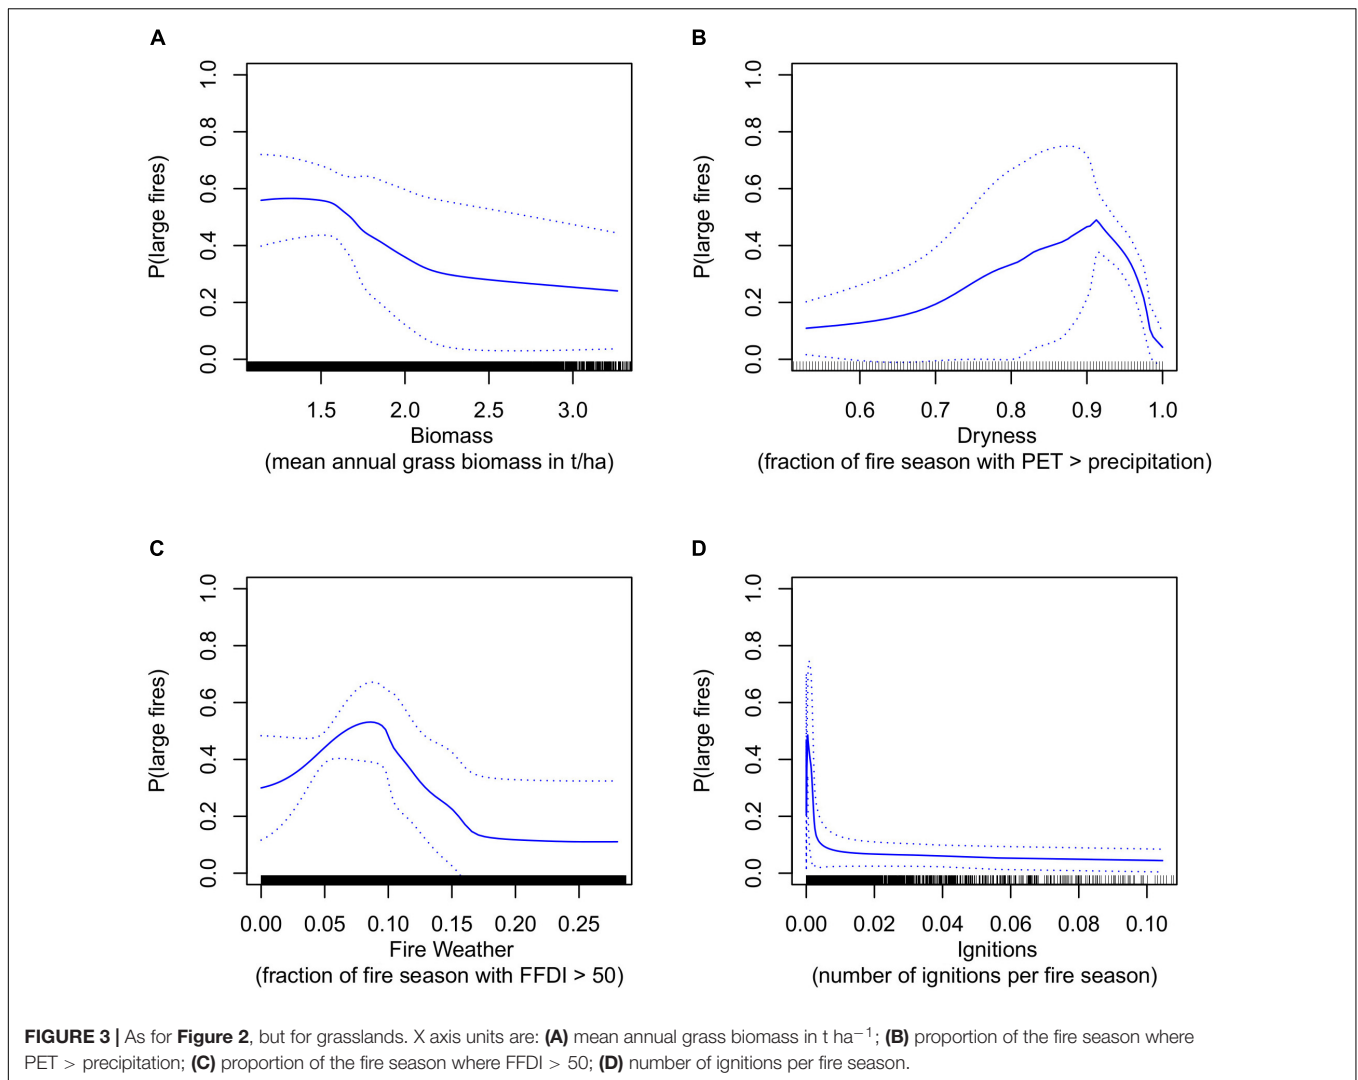 A
P(large fires)
1.0
0.8
0.6
0.4
0.2
0.0
1.5 2.0 2.5 3.0
Biomass
(mean annual grass biomass in t/ha)
B
P(large fires)
1.0
0.8
0.6
0.4
0.2
0.0
0.6 0.7 0.8 0.9 1.0
Dryness
(fraction of fire season with PET > precipitation)
C
P(large fires)
1.0
0.8
0.6
0.4
0.2
0.0
0.00 0.05 0.10 0.15 0.20 0.25
Fire Weather
(fraction of fire season with FFDI > 50)
D
P(large fires)
1.0
0.8
0.6
0.4
0.2
0.0
0.00 0.02 0.04 0.06 0.08 0.10
Ignitions
(number of ignitions per fire season)
FIGURE 3 | As for Figure 2, but for grasslands. X axis units are: (A) mean annual grass biomass in t ha⁻¹; (B) proportion of the fire season where
PET > precipitation; (C) proportion of the fire season where FFDI > 50; (D) number of ignitions per fire season.